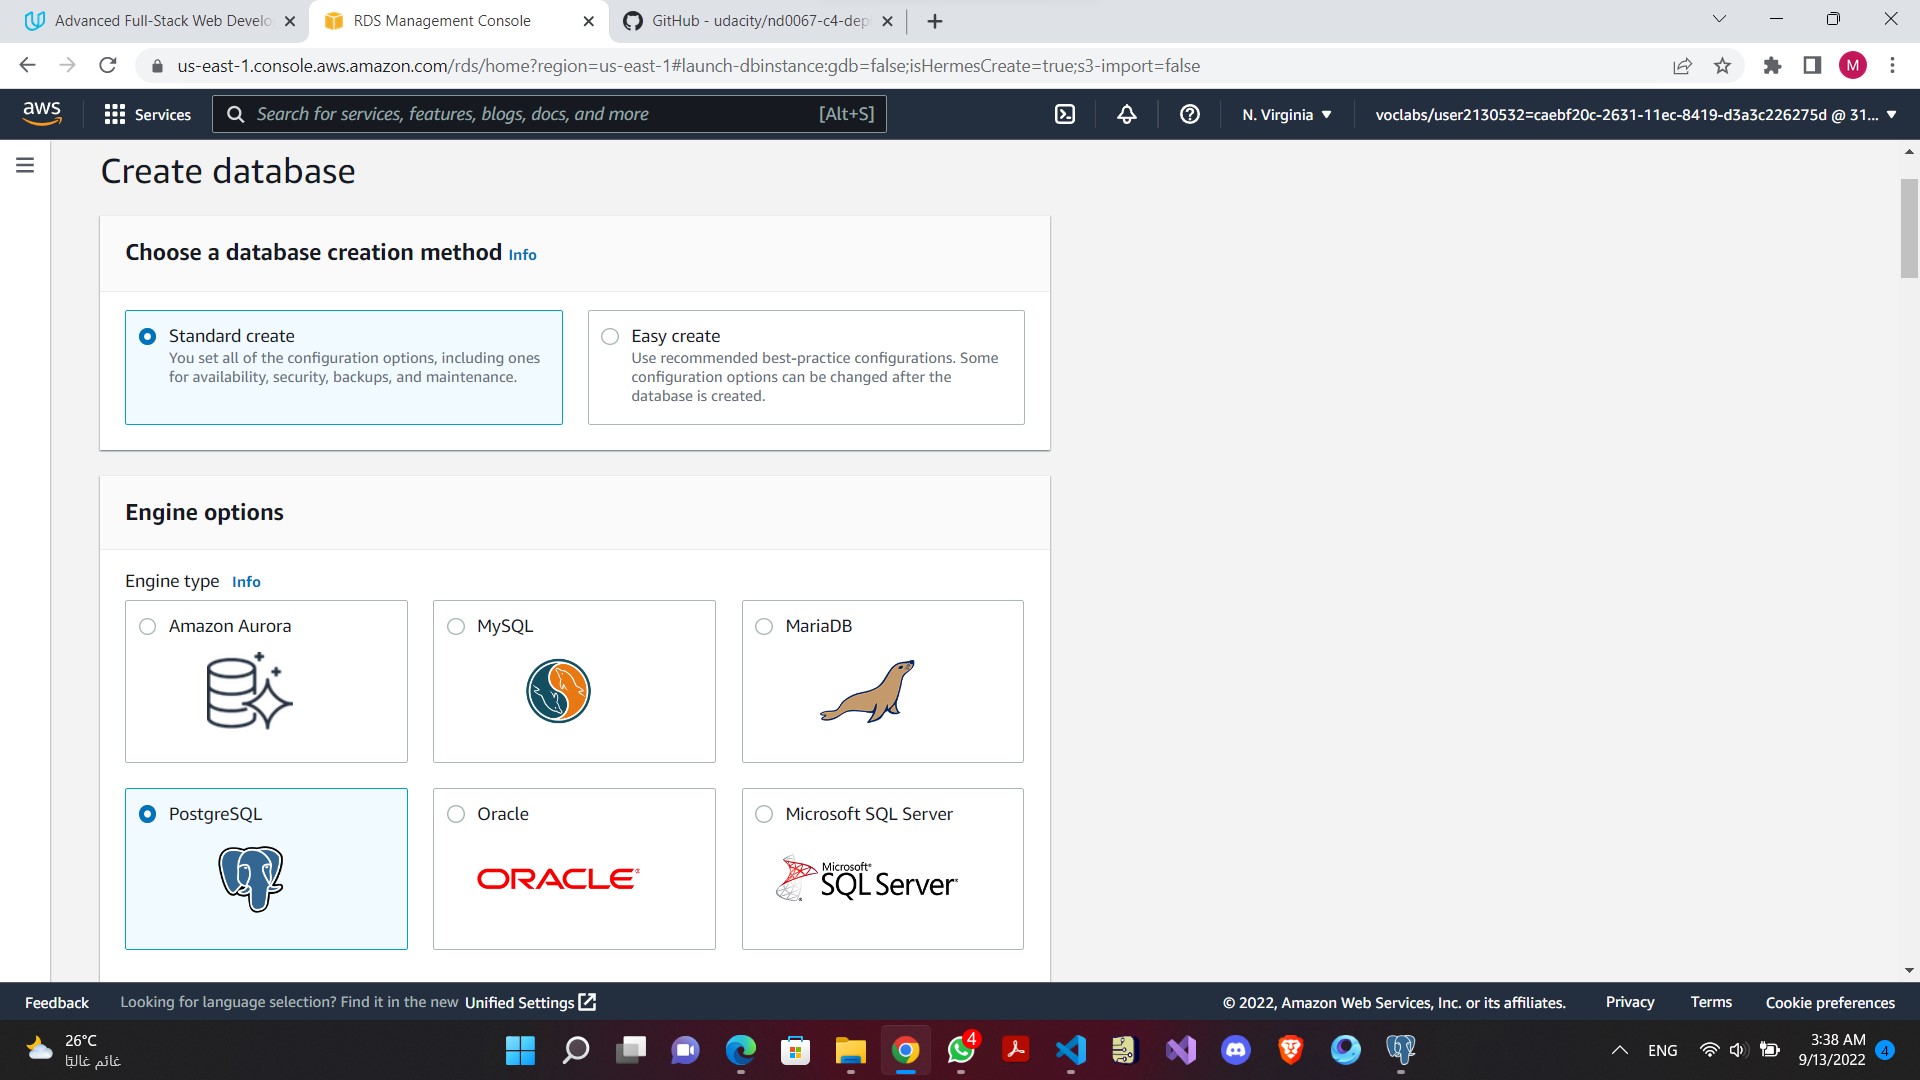 Advanced Full-Stack Web Develo
RDS Management Console
GitHub - udacity/nd0067-c4-dep
us-east-1.console.aws.amazon.com/rds/home?region=us-east-1#launch-dbinstance:gdb=false;isHermesCreate=true;s3-import=false
M
aws
Services
Search for services, features, blogs, docs, and more
[Alt+S]
N. Virginia
voclabs/user2130532=caebf20c-2631-11ec-8419-d3a3c226275d @ 31...
Create database
Choose a database creation method Info
Standard create
You set all of the configuration options, including ones
for availability, security, backups, and maintenance.
Easy create
Use recommended best-practice configurations. Some
configuration options can be changed after the
database is created.
Engine options
Engine type Info
Amazon Aurora
MySQL
MariaDB
PostgreSQL
Oracle
ORACLE
Microsoft SQL Server
Microsoft
SQL Server
Feedback
Looking for language selection? Find it in the new Unified Settings
© 2022, Amazon Web Services, Inc. or its affiliates.
Privacy
Terms
Cookie preferences
26°C
غائم غالبًا
4
ENG
3:38 AM
9/13/2022
4